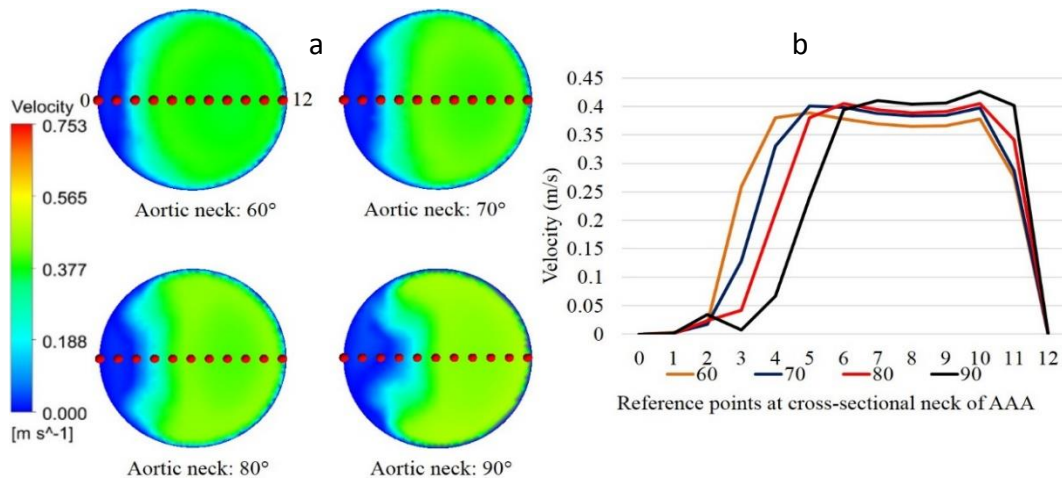 a
b
0
12
Velocity
0.753
0.565
0.377
0.188
0.000
[m s^-1]
Aortic neck: 60°
Aortic neck: 70°
Aortic neck: 80°
Aortic neck: 90°
Velocity (m/s)
0.45
0.4
0.35
0.3
0.25
0.2
0.15
0.1
0.05
0
0 1 2 3 4 5 6 7 8 9 10 11 12
60 70 80 90
Reference points at cross-sectional neck of AAA